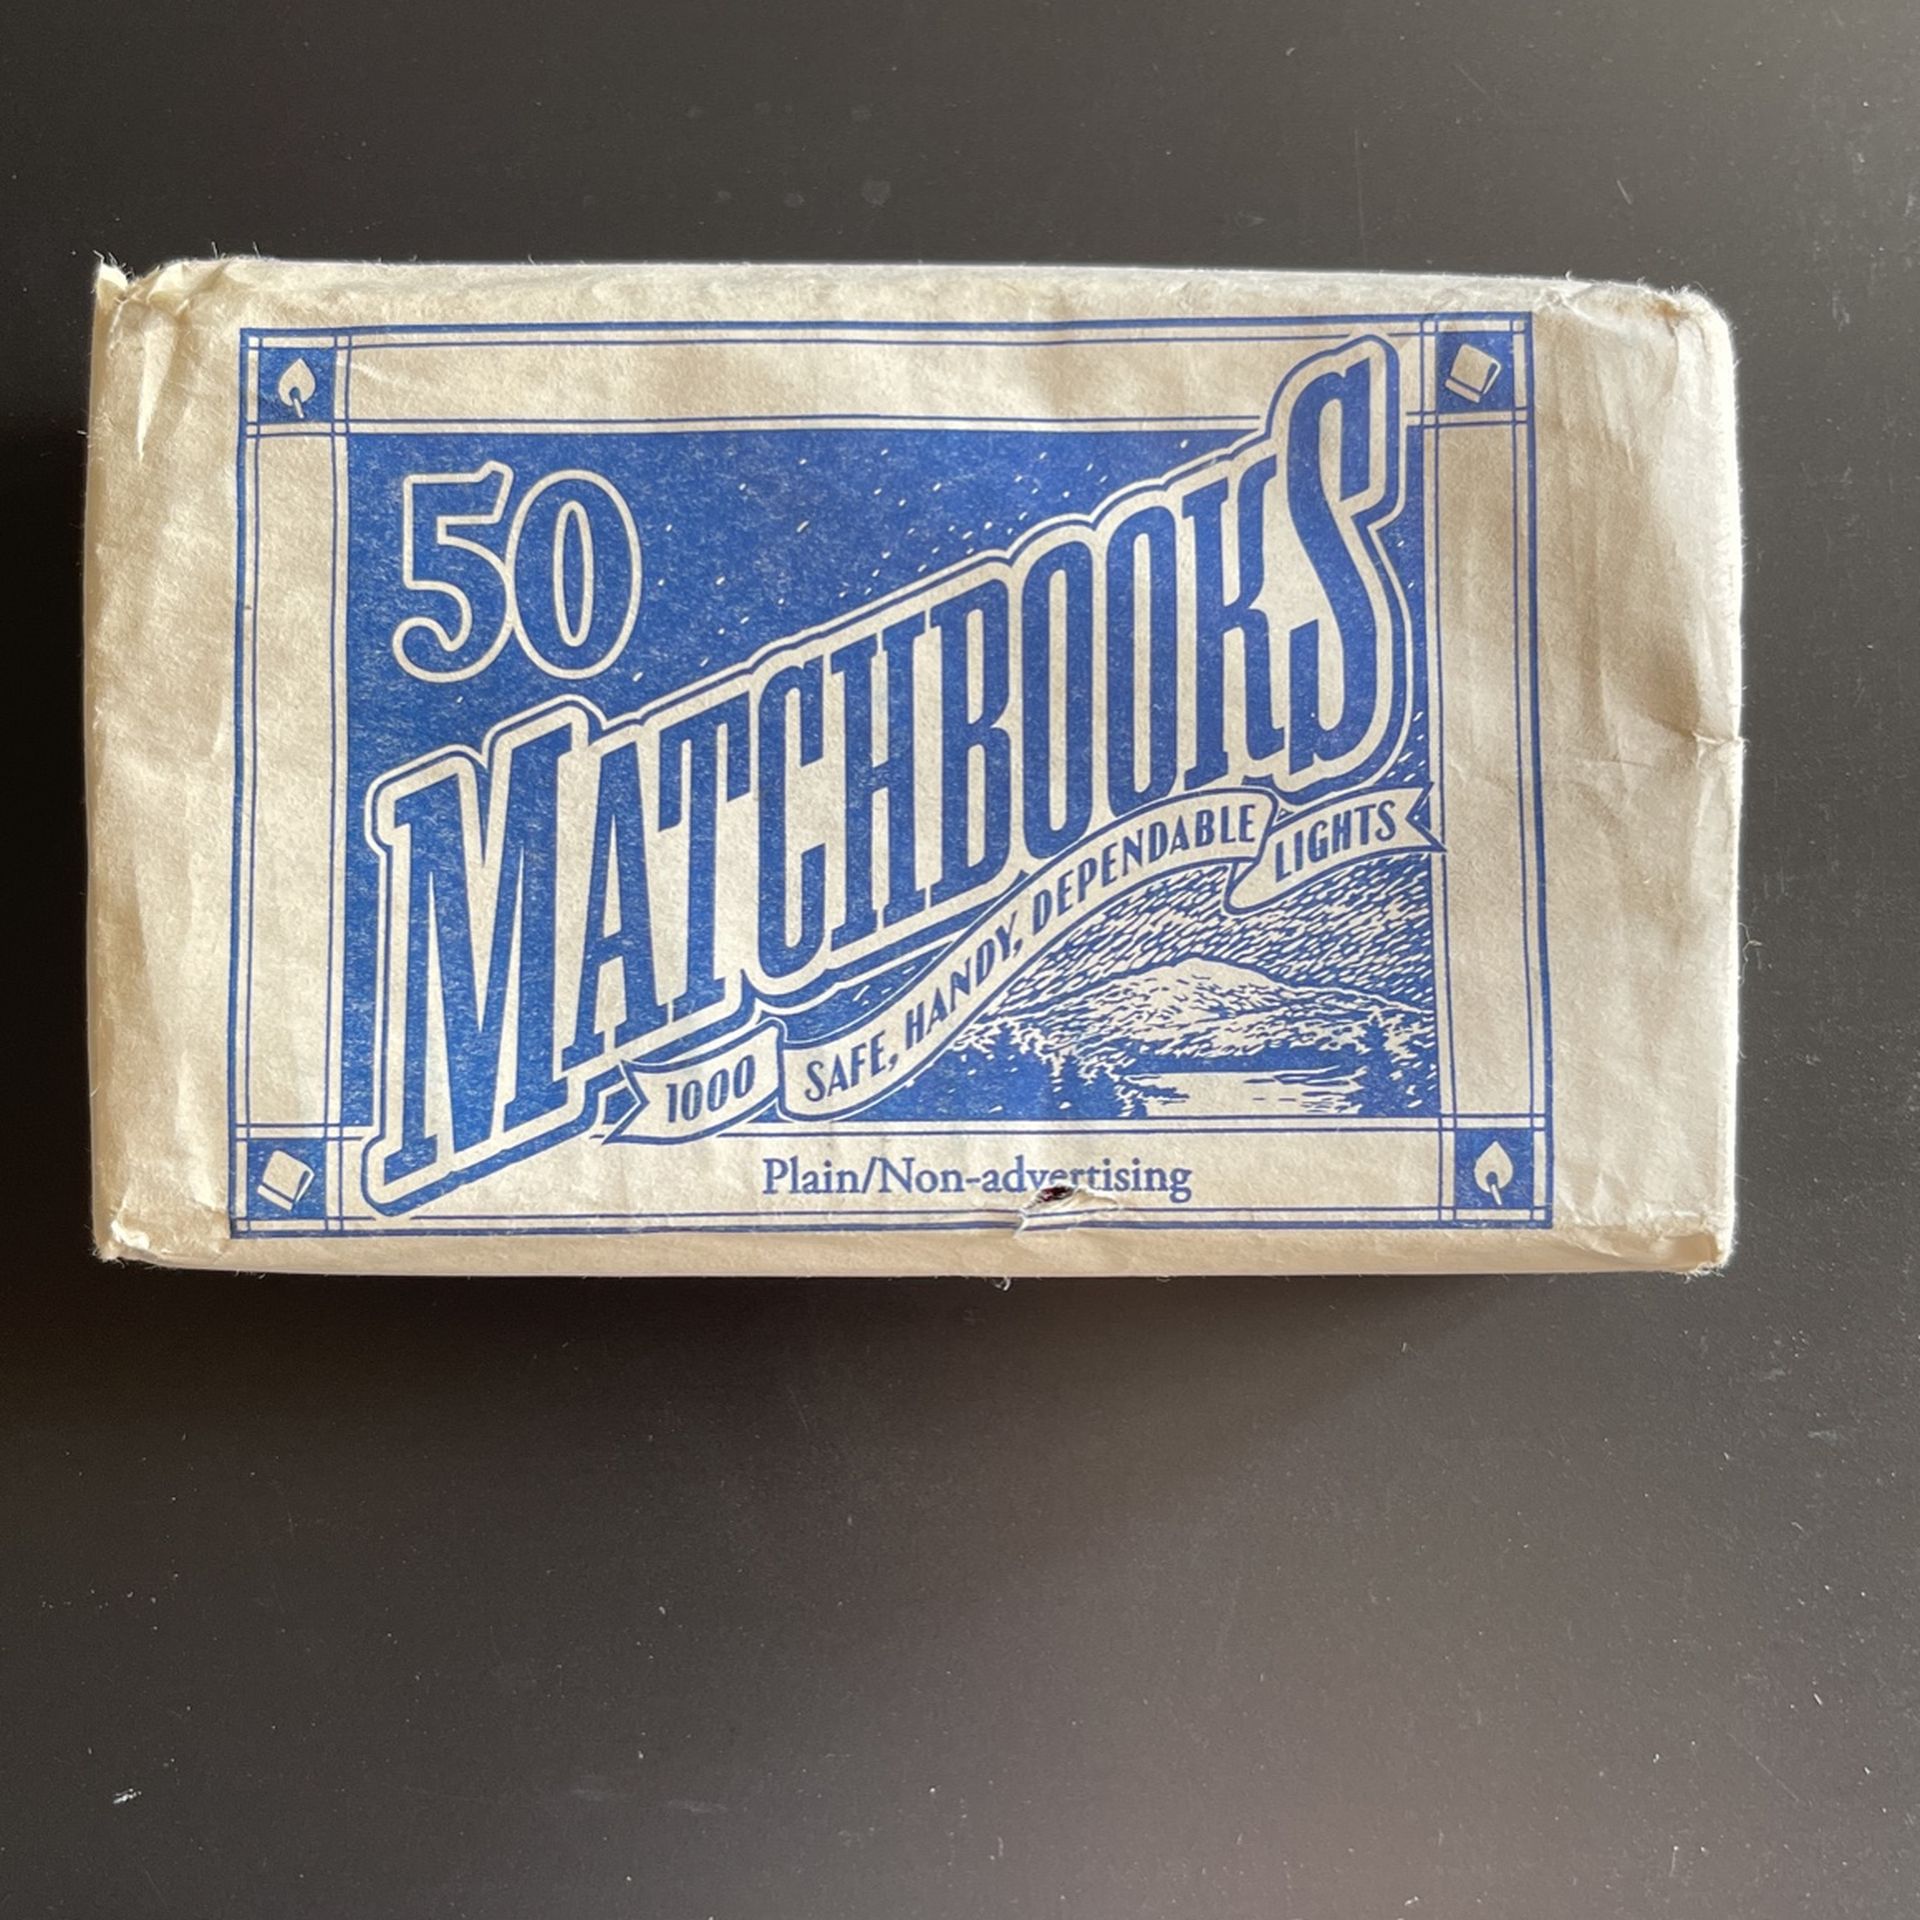 50
MATCHBOOKS
1000 SAFE, HANDY, DEPENDABLE LIGHTS
Plain/Non-advertising